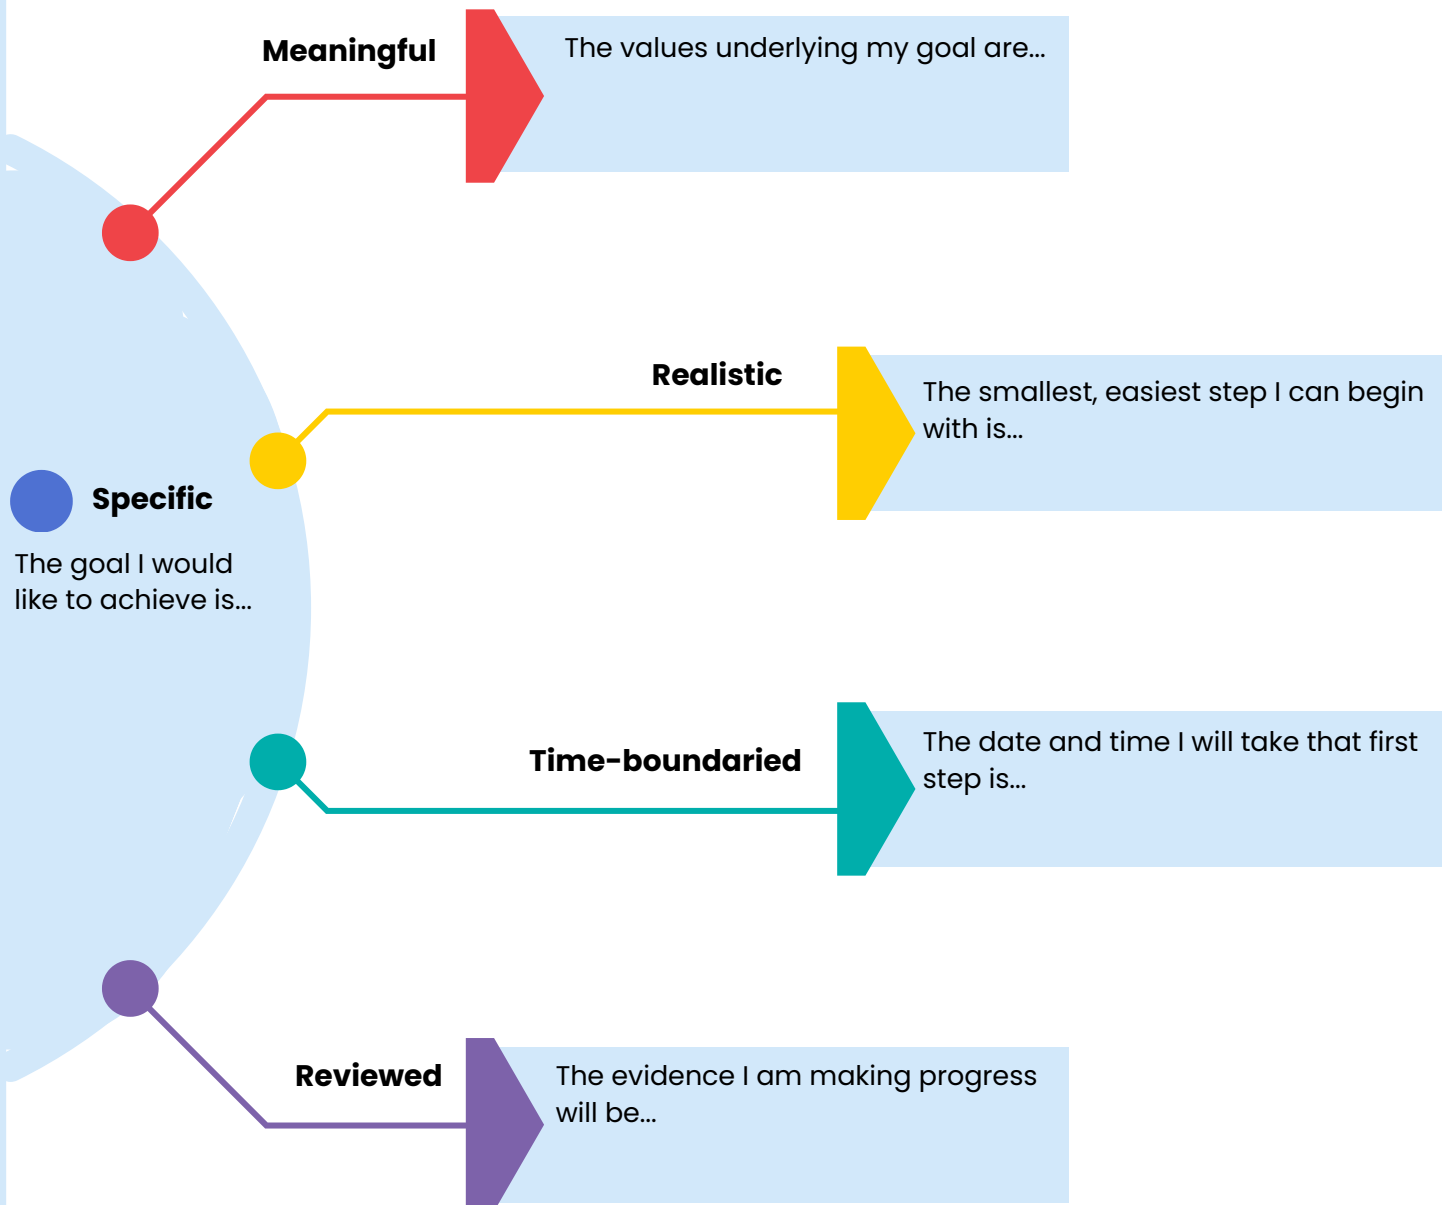 Meaningful
The values underlying my goal are...
Realistic
The smallest, easiest step I can begin
with is...
Specific
The goal I would
like to achieve is...
Time-boundaried
The date and time I will take that first
step is...
Reviewed
The evidence I am making progress
will be...